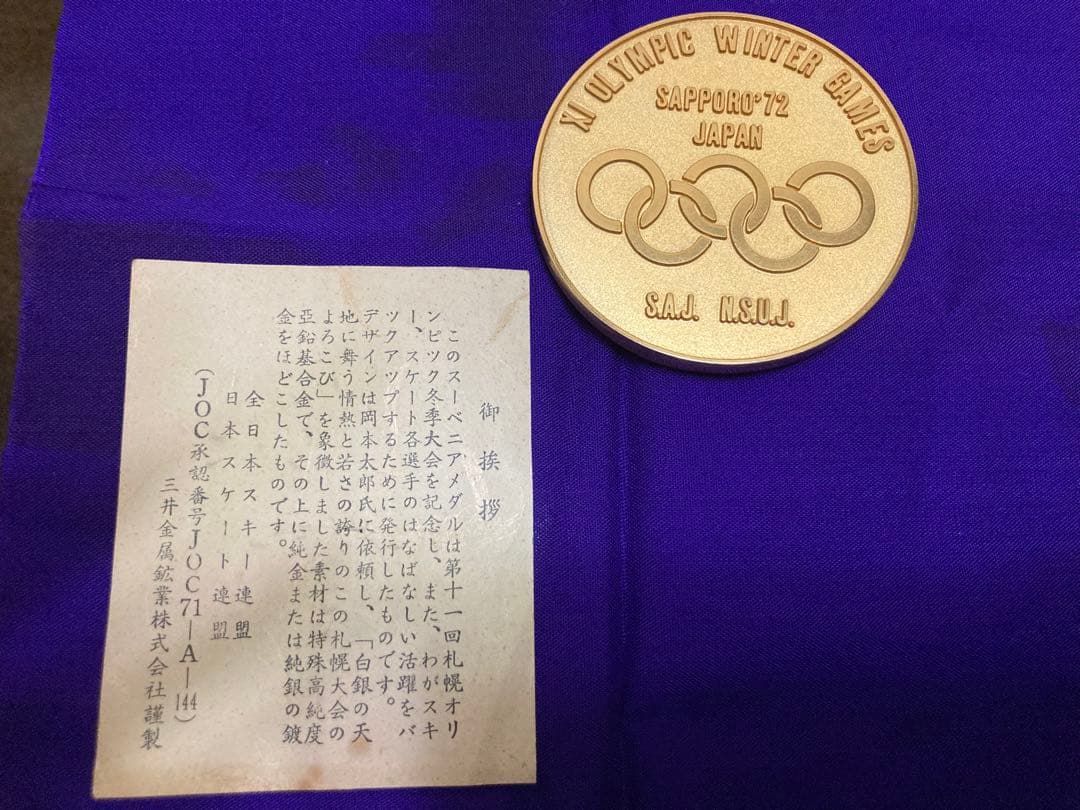 XI OLYMPIC WINTER GAMES
SAPPORO'72
JAPAN
S.A.J. N.S.U.J.
御挨拶
このスーベニアメダルは第十一回札幌オリ
ンピック冬季大会を記念し、また、わがスキ
ー、スケート各選手のはなばなしい活躍をバ
ックアップするために発行したものです。
デザインは岡本太郎氏に依頼し、「白銀の天
地に舞う情熱と若さの誇りのこの札幌大会の
よろこび」を象徴しました素材は特殊高純度
亜鉛基合金で、その上に純金または純銀の鍍
金をほどこしたものです。
全日本スキー連盟
日本スケート連盟
(JOC承認番号JOC71―A―144)
三井金属鉱業株式会社謹製